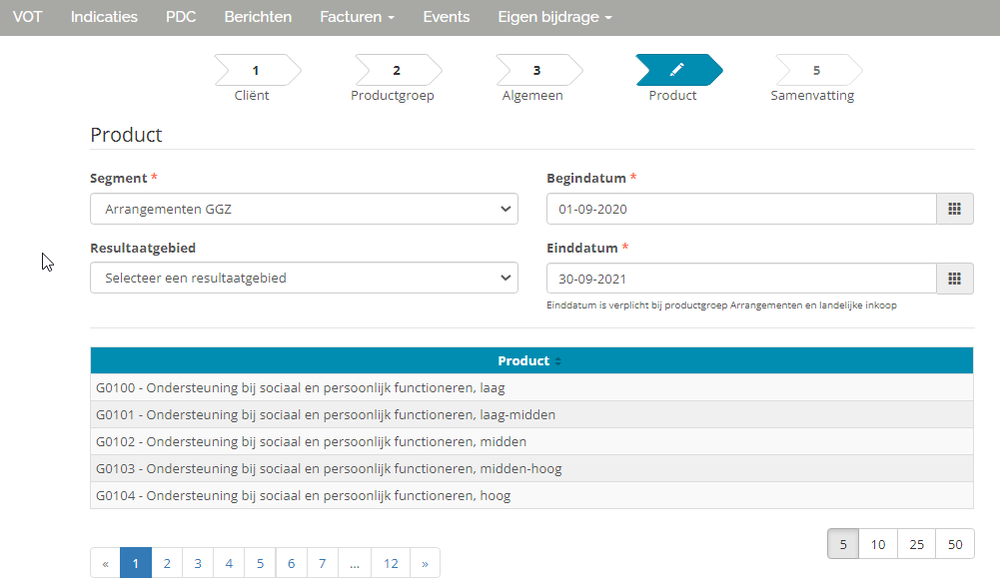 VOT Indicaties PDC Berichten Facturen Events Eigen bijdrage
1 2 3 5
Cliënt Productgroep Algemeen Product Samenvatting
Product
Segment * Begindatum *
Arrangementen GGZ 01-09-2020
Resultaatgebied Einddatum *
Selecteer een resultaatgebied 30-09-2021
Einddatum is verplicht bij productgroep Arrangementen en landelijke inkoop
Product
G0100 - Ondersteuning bij sociaal en persoonlijk functioneren, laag
G0101 - Ondersteuning bij sociaal en persoonlijk functioneren, laag-midden
G0102 - Ondersteuning bij sociaal en persoonlijk functioneren, midden
G0103 - Ondersteuning bij sociaal en persoonlijk functioneren, midden-hoog
G0104 - Ondersteuning bij sociaal en persoonlijk functioneren, hoog
5 10 25 50
« 1 2 3 4 5 6 7 ... 12 »